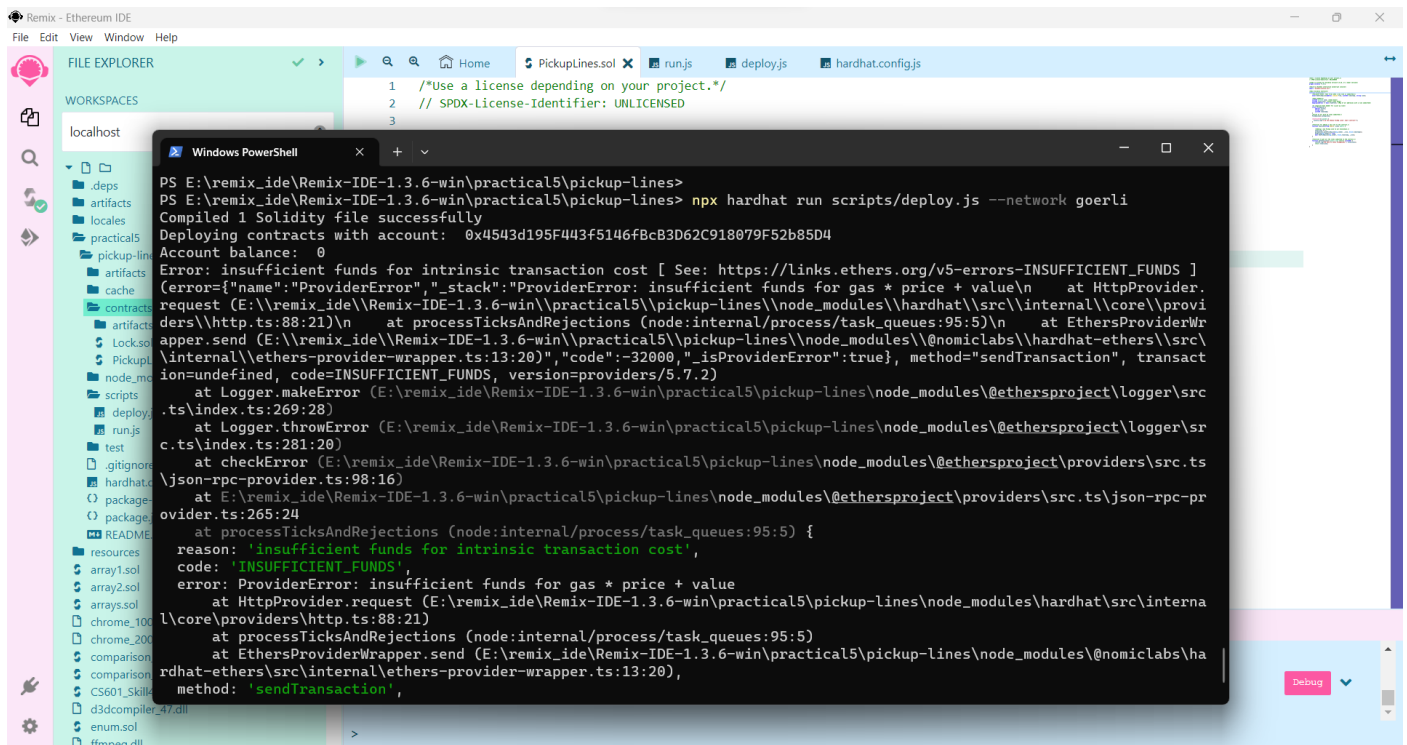 Remix - Ethereum IDE
File Edit View Window Help
FILE EXPLORER
Home
PickupLines.sol
run.js
deploy.js
hardhat.config.js
WORKSPACES
localhost
1 /*Use a license depending on your project.*/
2 // SPDX-License-Identifier: UNLICENSED
3
.deps
artifacts
locales
practical5
pickup-line
artifacts
cache
contracts
artifacts
Lock.sol
PickupL
node_mo
scripts
deploy.j
run.js
test
.gitignore
hardhat.c
package-
package.j
README.
resources
array1.sol
array2.sol
arrays.sol
chrome_100
chrome_200
comparison
comparison_
CS601_Skill4
d3dcompiler_47.dll
enum.sol
ffmpeg.dll
Windows PowerShell
PS E:\remix_ide\Remix-IDE-1.3.6-win\practical5\pickup-lines>
PS E:\remix_ide\Remix-IDE-1.3.6-win\practical5\pickup-lines> npx hardhat run scripts/deploy.js --network goerli
Compiled 1 Solidity file successfully
Deploying contracts with account:  0x4543d195F443f5146fBcB3D62C918079F52b85D4
Account balance:  0
Error: insufficient funds for intrinsic transaction cost [ See: https://links.ethers.org/v5-errors-INSUFFICIENT_FUNDS ]
(error={"name":"ProviderError","_stack":"ProviderError: insufficient funds for gas * price + value\n    at HttpProvider.
request (E:\\remix_ide\\Remix-IDE-1.3.6-win\\practical5\\pickup-lines\\node_modules\\hardhat\\src\\internal\\core\\provi
ders\\http.ts:88:21)\n    at processTicksAndRejections (node:internal/process/task_queues:95:5)\n    at EthersProviderWr
apper.send (E:\\remix_ide\\Remix-IDE-1.3.6-win\\practical5\\pickup-lines\\node_modules\\@nomiclabs\\hardhat-ethers\\src\
\internal\\ethers-provider-wrapper.ts:13:20)","code":-32000,"_isProviderError":true}, method="sendTransaction", transact
ion=undefined, code=INSUFFICIENT_FUNDS, version=providers/5.7.2)
at Logger.makeError (E:\remix_ide\Remix-IDE-1.3.6-win\practical5\pickup-lines\node_modules\@ethersproject\logger\src
.ts\index.ts:269:28)
at Logger.throwError (E:\remix_ide\Remix-IDE-1.3.6-win\practical5\pickup-lines\node_modules\@ethersproject\logger\sr
c.ts\index.ts:281:20)
at checkError (E:\remix_ide\Remix-IDE-1.3.6-win\practical5\pickup-lines\node_modules\@ethersproject\providers\src.ts
\json-rpc-provider.ts:98:16)
at E:\remix_ide\Remix-IDE-1.3.6-win\practical5\pickup-lines\node_modules\@ethersproject\providers\src.ts\json-rpc-pr
ovider.ts:265:24
at processTicksAndRejections (node:internal/process/task_queues:95:5) {
reason: 'insufficient funds for intrinsic transaction cost',
code: 'INSUFFICIENT_FUNDS',
error: ProviderError: insufficient funds for gas * price + value
at HttpProvider.request (E:\remix_ide\Remix-IDE-1.3.6-win\practical5\pickup-lines\node_modules\hardhat\src\interna
l\core\providers\http.ts:88:21)
at processTicksAndRejections (node:internal/process/task_queues:95:5)
at EthersProviderWrapper.send (E:\remix_ide\Remix-IDE-1.3.6-win\practical5\pickup-lines\node_modules\@nomiclabs\ha
rdhat-ethers\src\internal\ethers-provider-wrapper.ts:13:20),
method: 'sendTransaction',
Debug
>